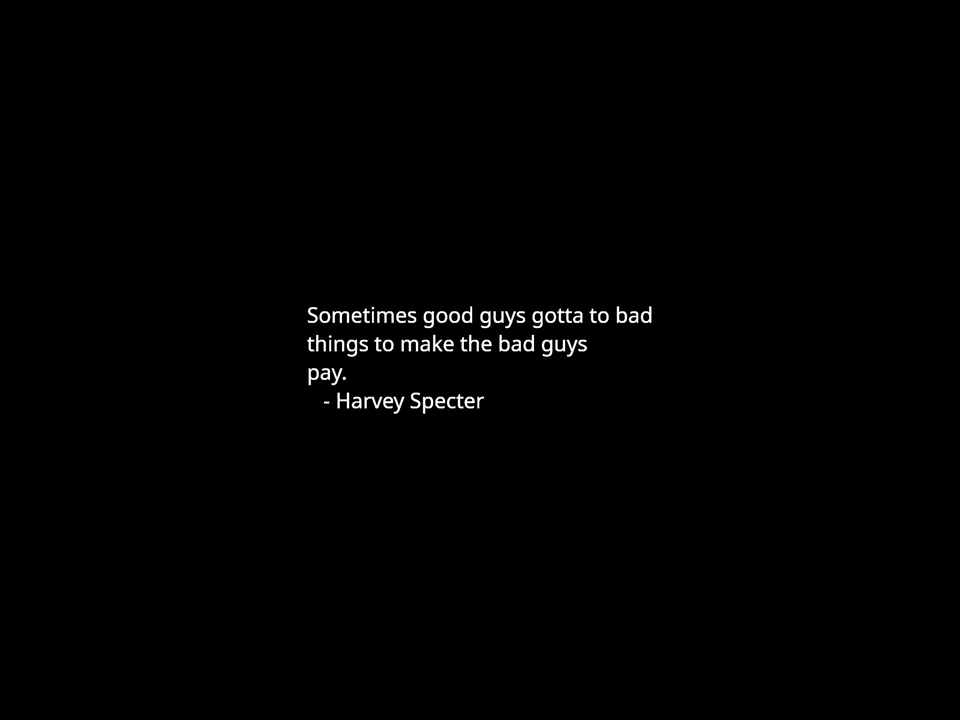 Sometimes good guys gotta to bad
things to make the bad guys
pay.
- Harvey Specter